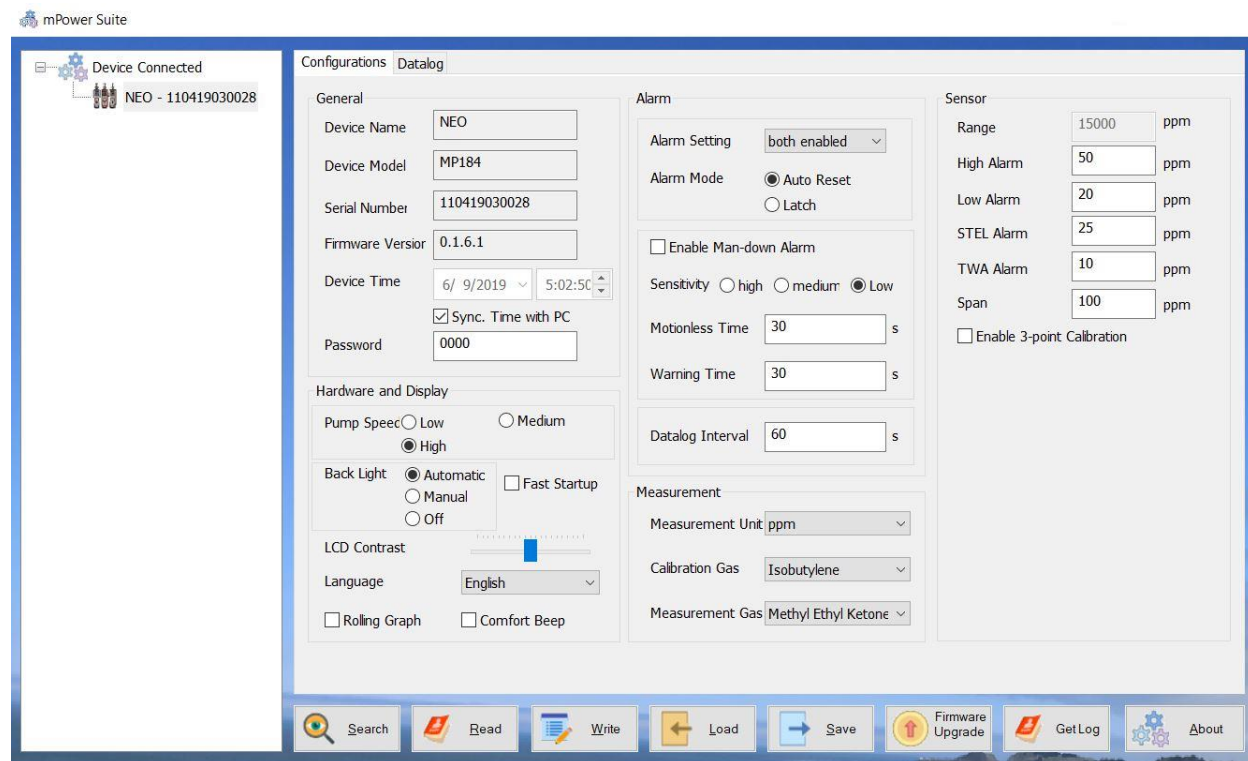 mPower Suite
Device Connected
NEO - 110419030028
Configurations Datalog
General
Device Name NEO
Device Model MP184
Serial Number 110419030028
Firmware Versior 0.1.6.1
Device Time 6/ 9/2019 5:02:50
Sync. Time with PC
Password 0000
Hardware and Display
Pump Speec Low Medium
High
Back Light Automatic Fast Startup
Manual
Off
LCD Contrast
Language English
Rolling Graph Comfort Beep
Alarm
Alarm Setting both enabled
Alarm Mode Auto Reset
Latch
Enable Man-down Alarm
Sensitivity high medium Low
Motionless Time 30 s
Warning Time 30 s
Datalog Interval 60 s
Measurement
Measurement Unit ppm
Calibration Gas Isobutylene
Measurement Gas Methyl Ethyl Ketone
Sensor
Range 15000 ppm
High Alarm 50 ppm
Low Alarm 20 ppm
STEL Alarm 25 ppm
TWA Alarm 10 ppm
Span 100 ppm
Enable 3-point Calibration
Search Read Write Load Save Firmware Upgrade GetLog About